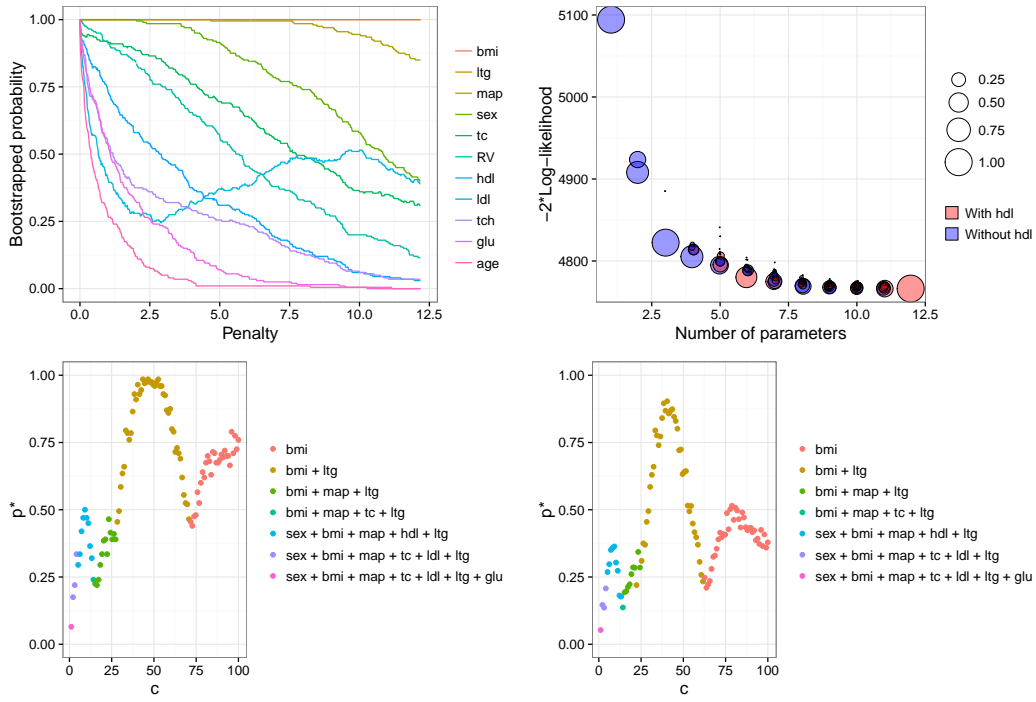 Bootstrapped probability
1.00
0.75
0.50
0.25
0.00
0.0
2.5
5.0
7.5
10.0
12.5
Penalty
bmi
ltg
map
sex
tc
RV
hdl
ldl
tch
glu
age
−2*Log−likelihood
5100
5000
4900
4800
2.5
5.0
7.5
10.0
12.5
Number of parameters
0.25
0.50
0.75
1.00
With hdl
Without hdl
p*
1.00
0.75
0.50
0.25
0.00
0
25
50
75
100
c
bmi
bmi + ltg
bmi + map + ltg
bmi + map + tc + ltg
sex + bmi + map + hdl + ltg
sex + bmi + map + tc + ldl + ltg
sex + bmi + map + tc + ldl + ltg + glu
p*
1.00
0.75
0.50
0.25
0.00
0
25
50
75
100
c
bmi
bmi + ltg
bmi + map + ltg
bmi + map + tc + ltg
sex + bmi + map + hdl + ltg
sex + bmi + map + tc + ldl + ltg
sex + bmi + map + tc + ldl + ltg + glu